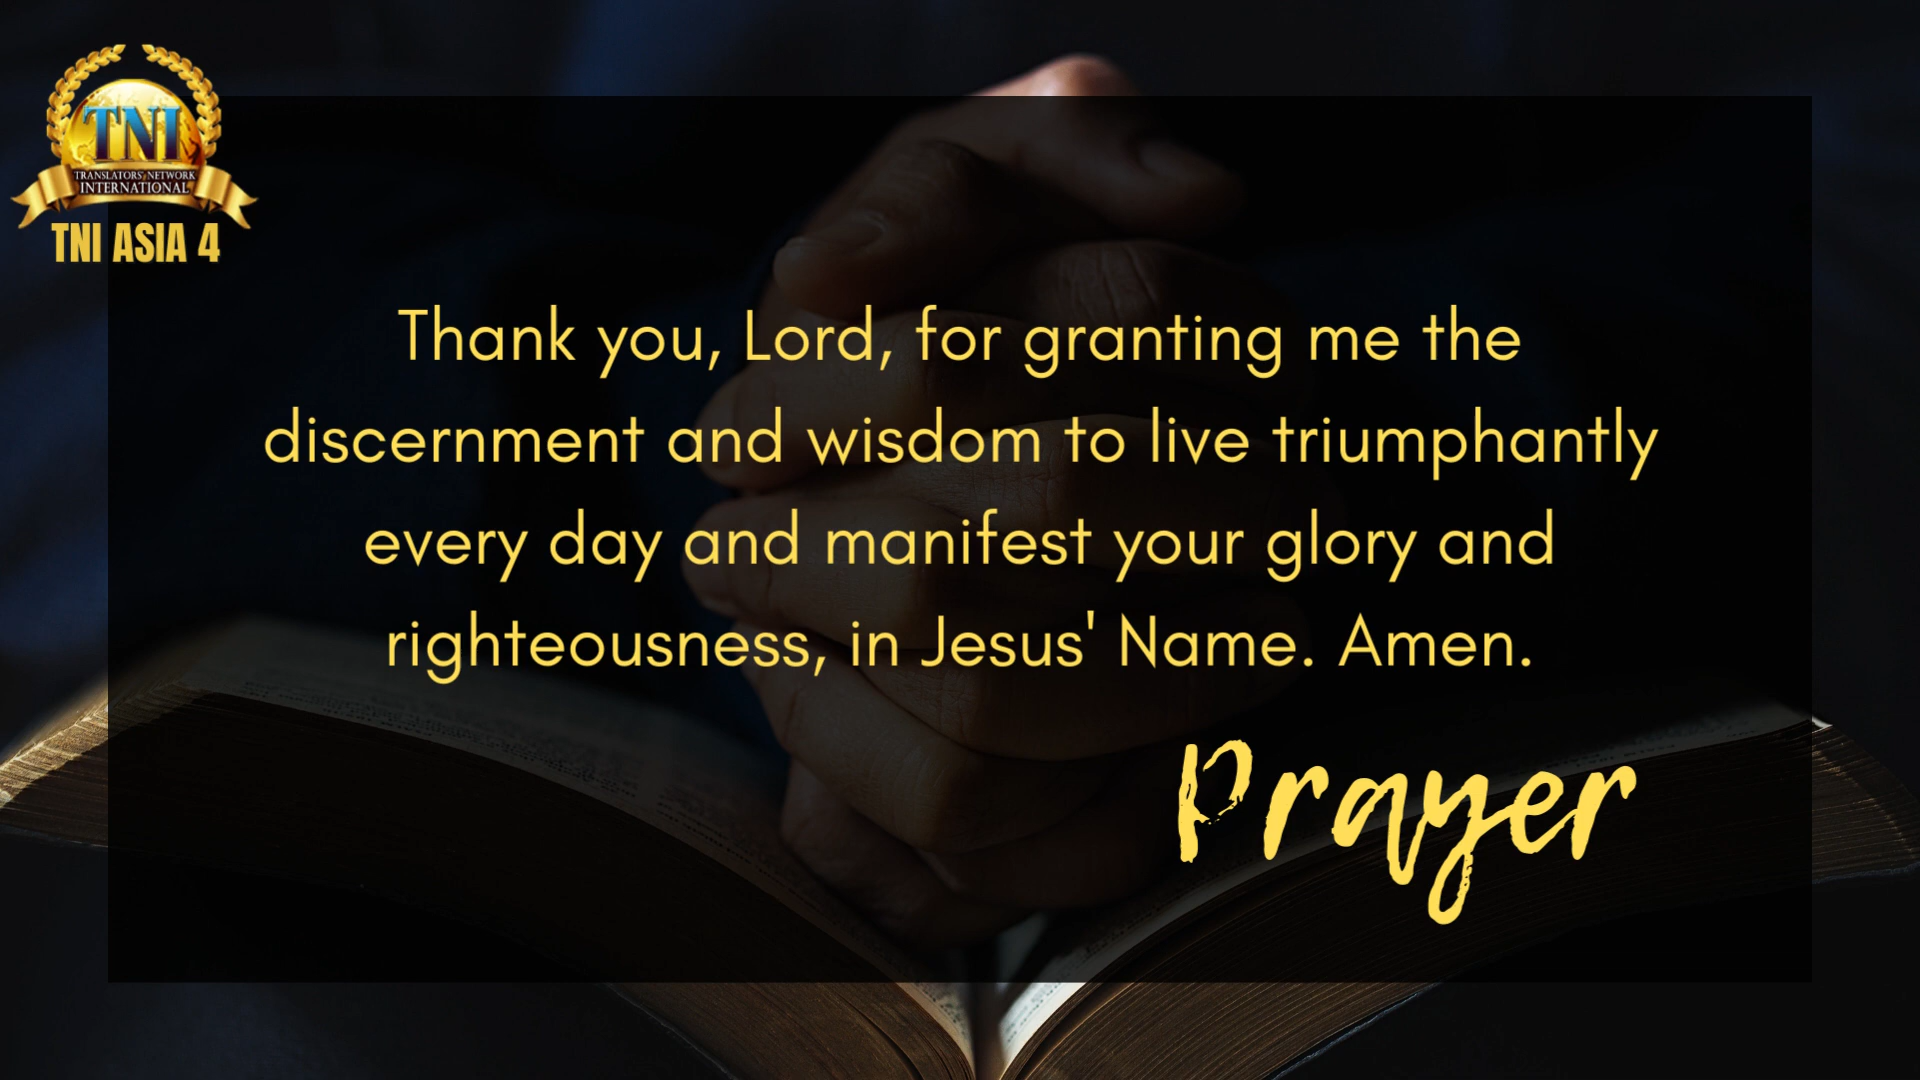 TNI
TRANSLATORS' NETWORK
INTERNATIONAL
TNI ASIA 4
Thank you, Lord, for granting me the
discernment and wisdom to live triumphantly
every day and manifest your glory and
righteousness, in Jesus' Name. Amen.
Prayer